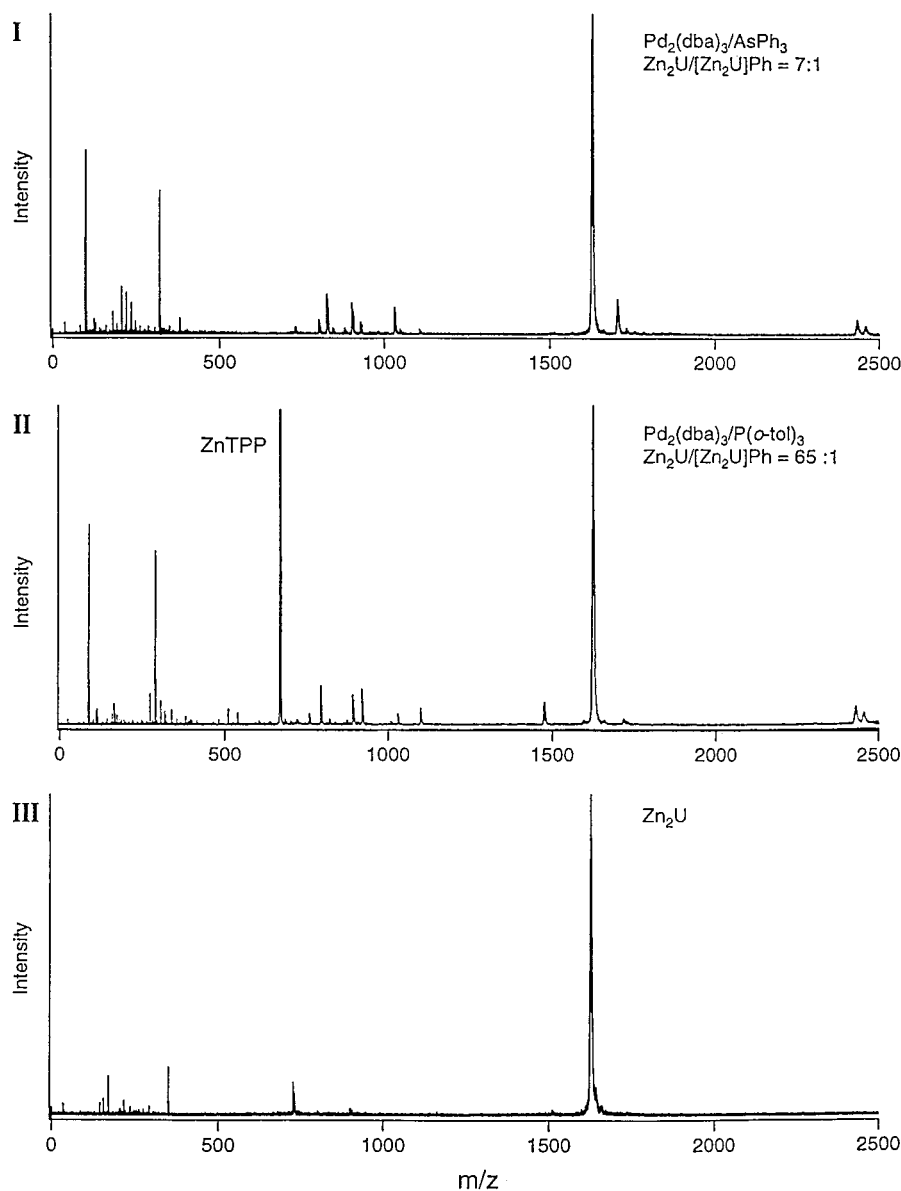 I
Pd₂(dba)₃/AsPh₃
Zn₂U/[Zn₂U]Ph = 7:1
Intensity
0 500 1000 1500 2000 2500
II
ZnTPP
Pd₂(dba)₃/P(o-tol)₃
Zn₂U/[Zn₂U]Ph = 65 :1
Intensity
0 500 1000 1500 2000 2500
III
Zn₂U
Intensity
0 500 1000 1500 2000 2500
m/z